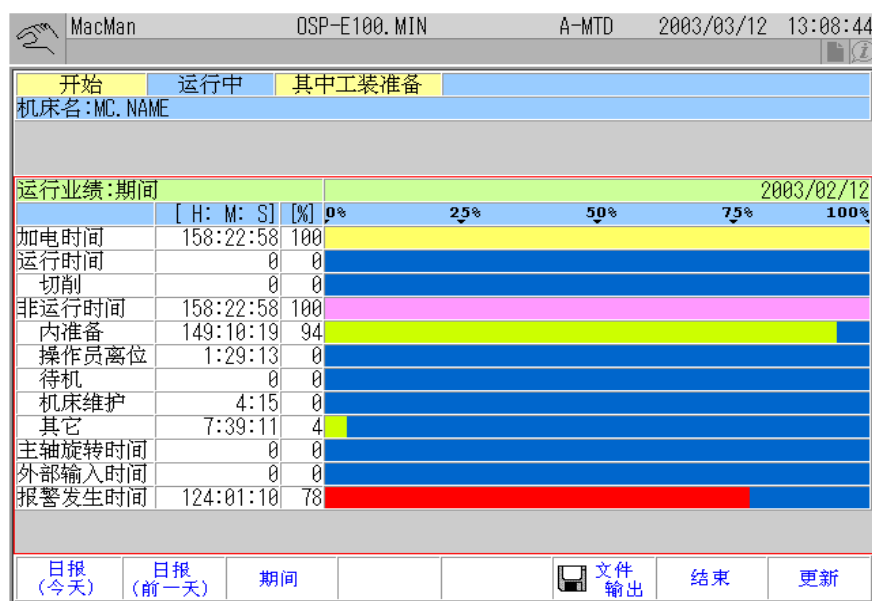 MacMan OSP-E100.MIN A-MTD 2003/03/12 13:08:44
开始 运行中 其中工装准备
机床名:MC.NAME
运行业绩:期间 2003/02/12
[ H: M: S] [%] 0% 25% 50% 75% 100%
加电时间 158:22:58 100
运行时间 0 0
切削 0 0
非运行时间 158:22:58 100
内准备 149:10:19 94
操作员离位 1:29:13 0
待机 0 0
机床维护 4:15 0
其它 7:39:11 4
主轴旋转时间 0 0
外部输入时间 0 0
报警发生时间 124:01:10 78
日报 日报 期间 文件 结束 更新
(今天) (前一天) 输出